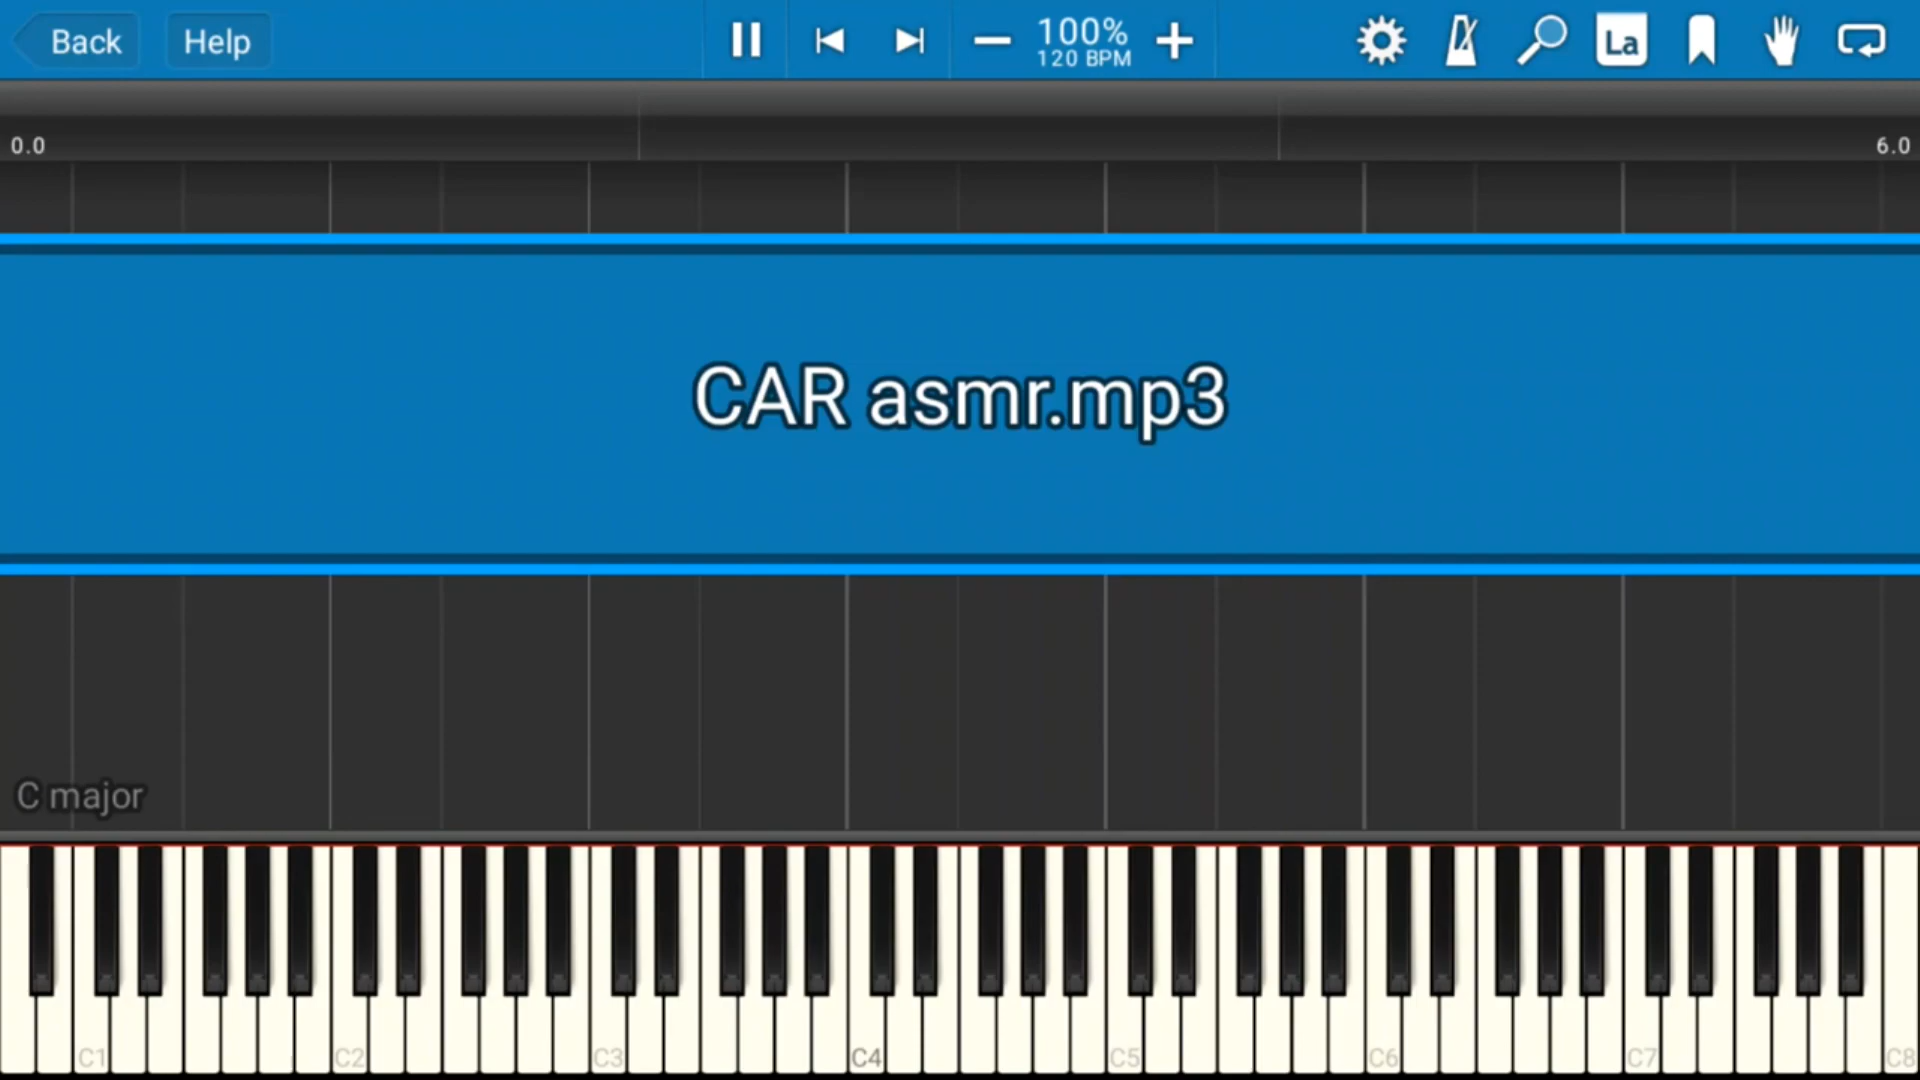 Back Help 100% La
120 BPM
0.0 6.0
CAR asmr.mp3
C major
C1 C2 C3 C4 C5 C6 C7 C8